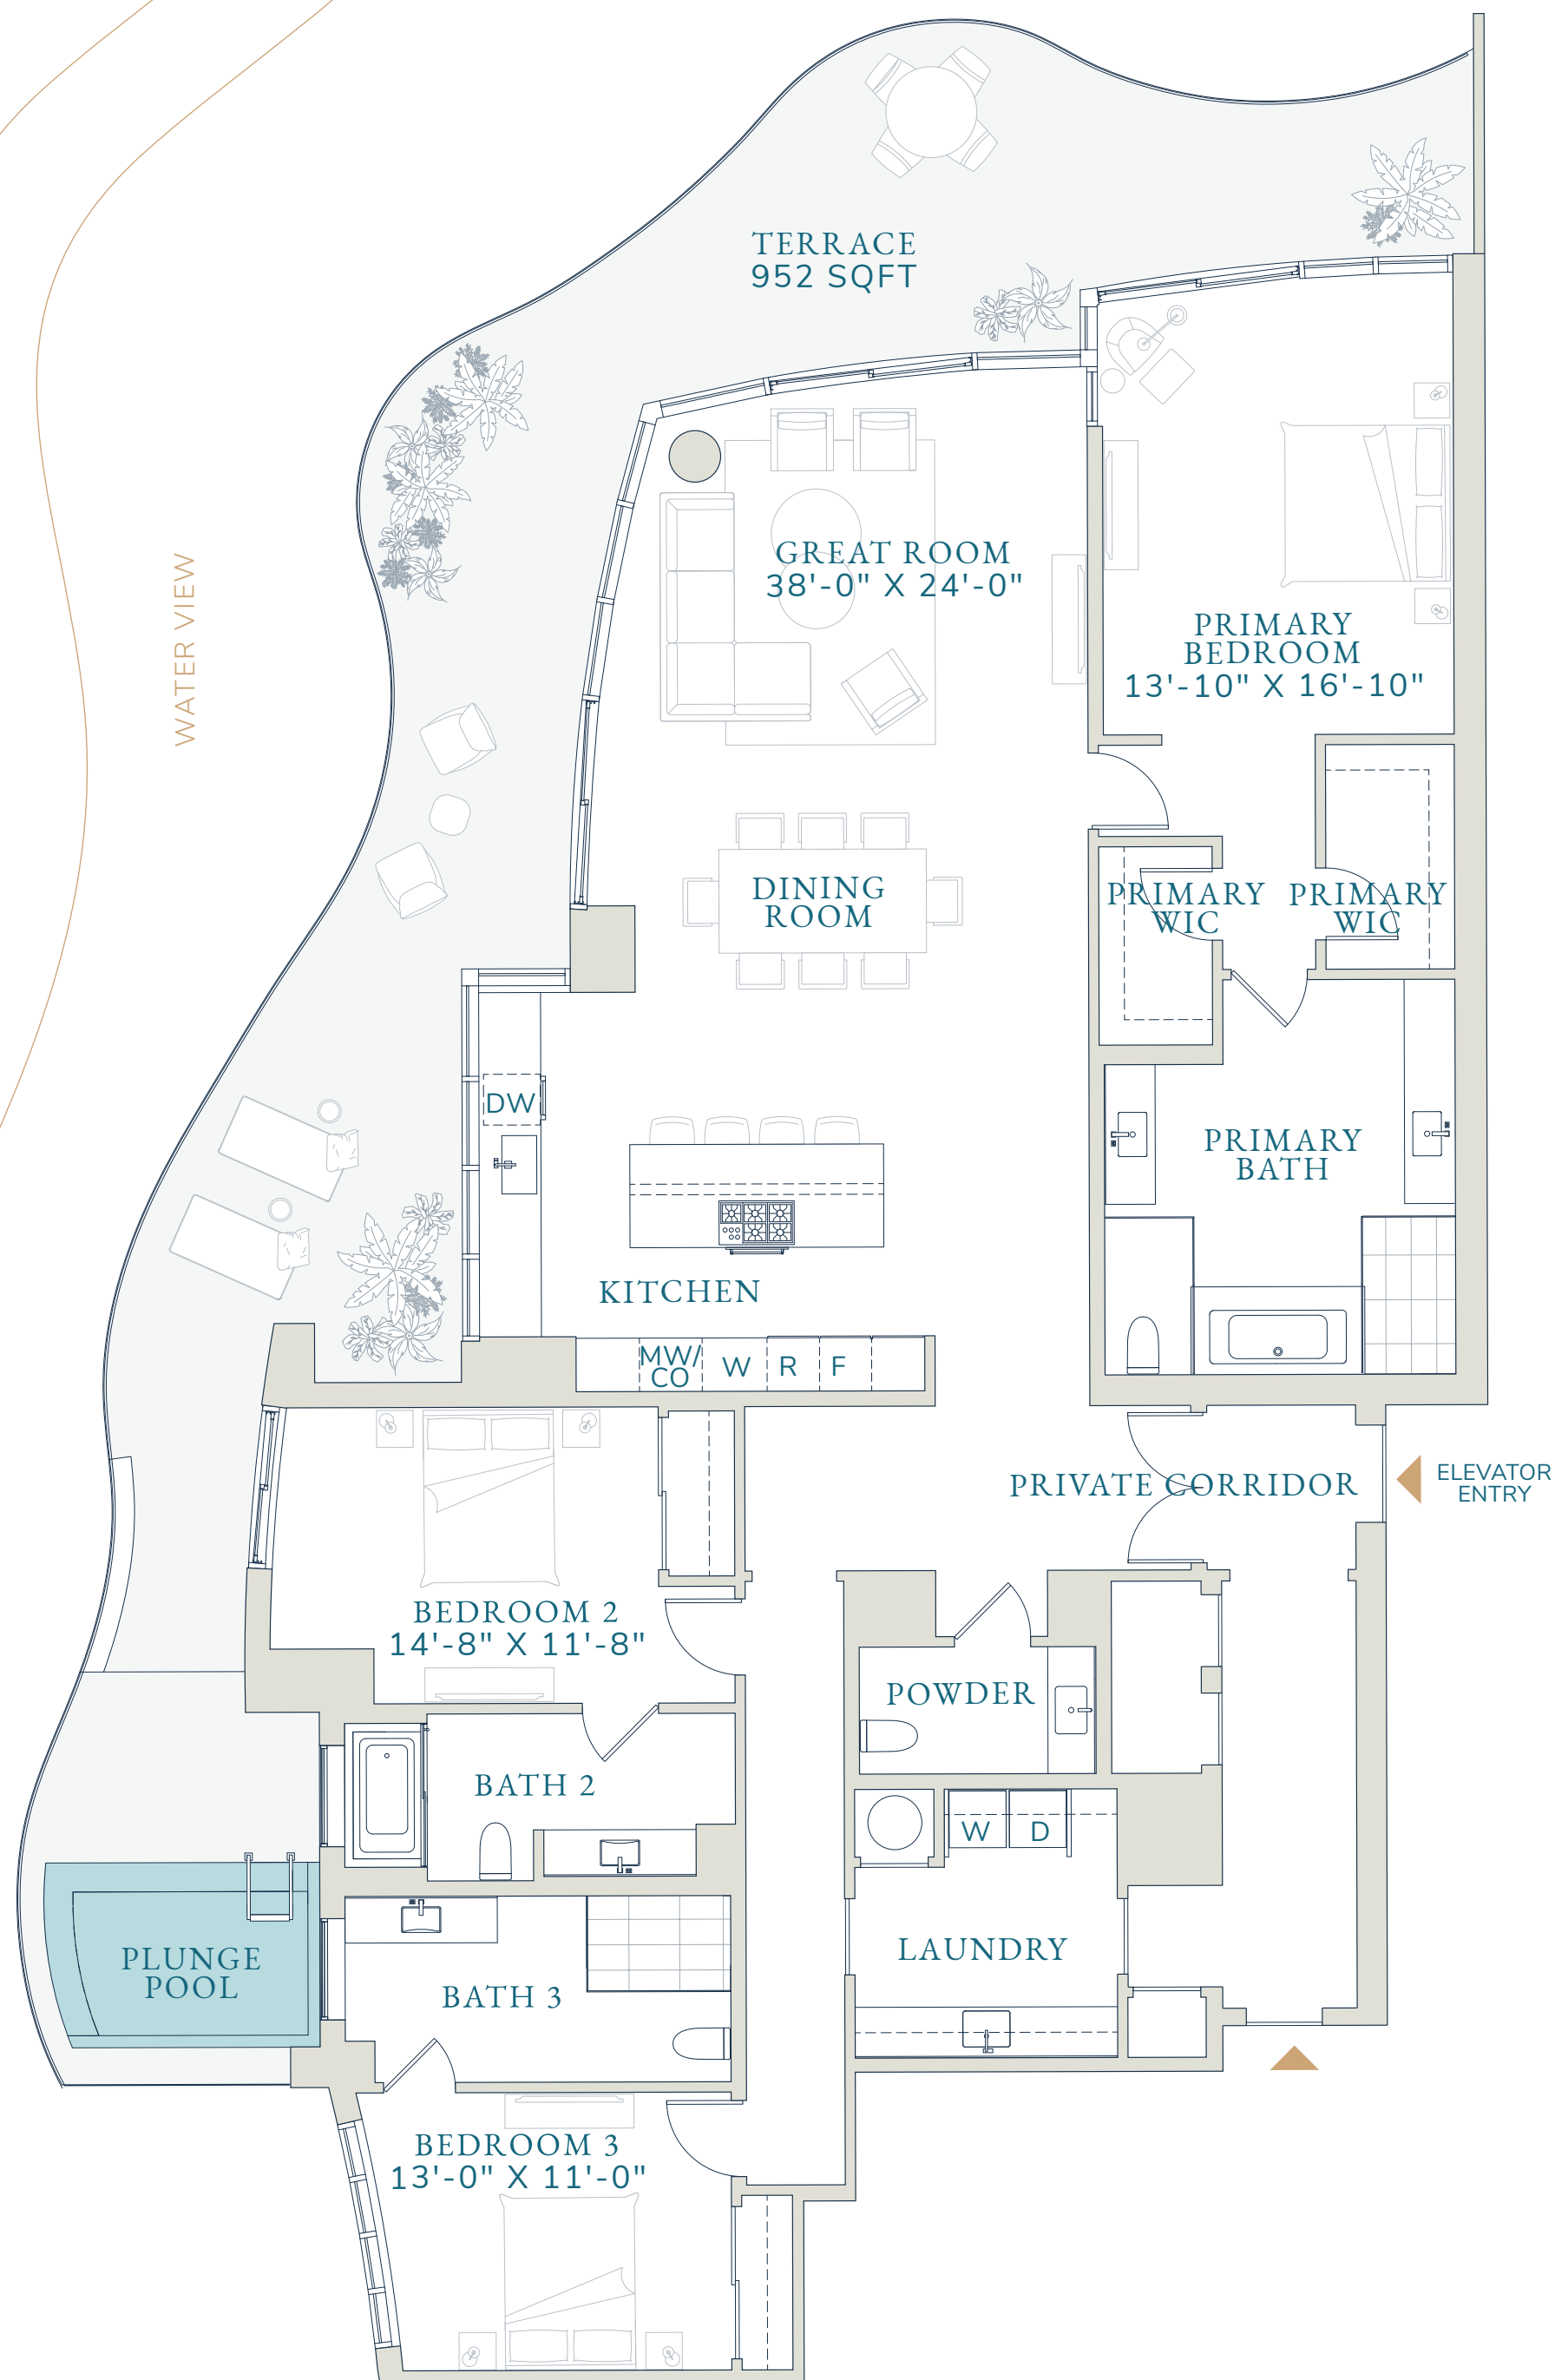 TERRACE
952 SQFT
WATER VIEW
GREAT ROOM
38'-0" X 24'-0"
PRIMARY
BEDROOM
13'-10" X 16'-10"
DINING
ROOM
PRIMARY
WIC
PRIMARY
WIC
DW
PRIMARY
BATH
KITCHEN
MW/
CO
W
R
F
PRIVATE CORRIDOR
ELEVATOR
ENTRY
BEDROOM 2
14'-8" X 11'-8"
POWDER
BATH 2
W
D
PLUNGE
POOL
BATH 3
LAUNDRY
BEDROOM 3
13'-0" X 11'-0"